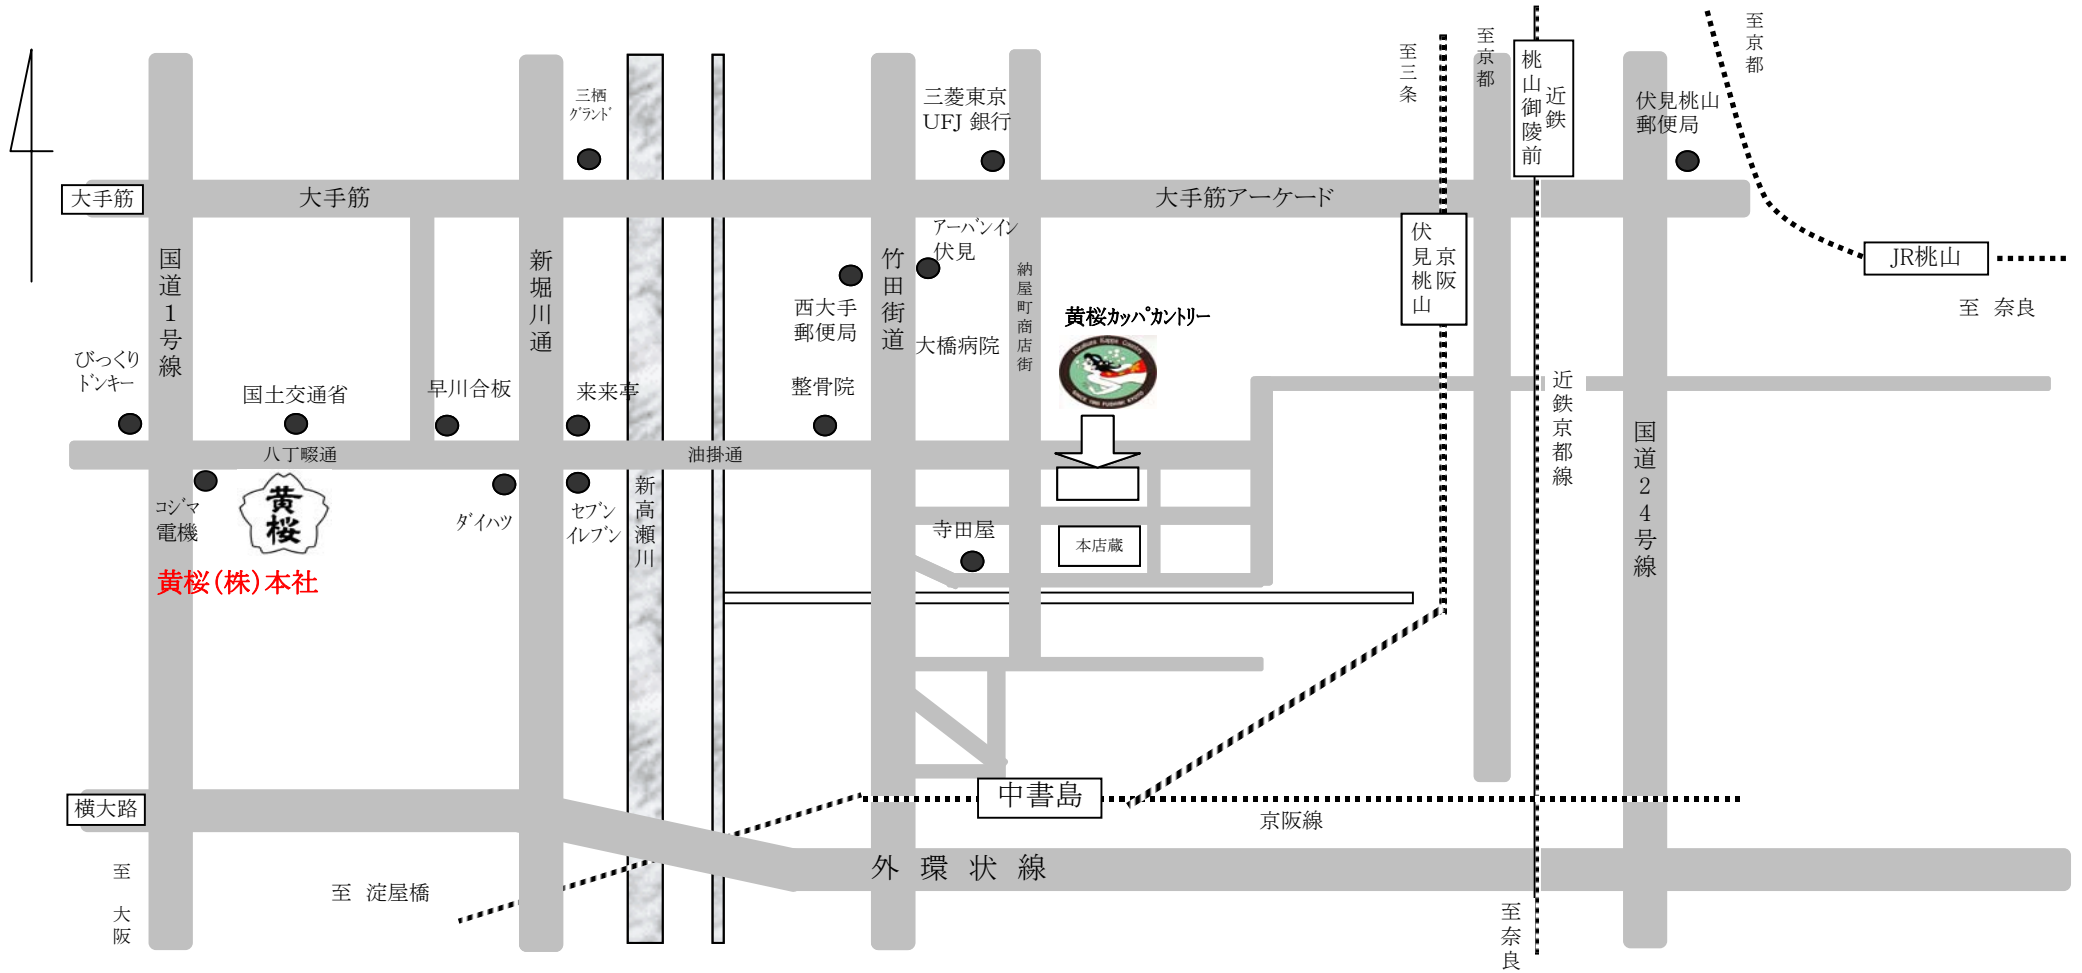 至三条
至京都
桃山御陵前
近鉄
至京都
三栖
グランド
三菱東京
UFJ 銀行
伏見桃山
郵便局
大手筋
大手筋
大手筋アーケード
国道1号線
新堀川通
竹田街道
アーバンイン
伏見
納屋町商店街
伏見桃山
京阪
JR桃山
至 奈良
西大手
郵便局
大橋病院
黄桜カッパカントリー
びっくり
ドンキー
国土交通省
早川合板
来来亭
整骨院
近鉄京都線
国道24号線
八丁畷通
油掛通
コジマ
電機
黄桜
ダイハツ
セブン
イレブン
新高瀬川
寺田屋
本店蔵
黄桜(株)本社
横大路
中書島
京阪線
外環状線
至 大阪
至 淀屋橋
至奈良